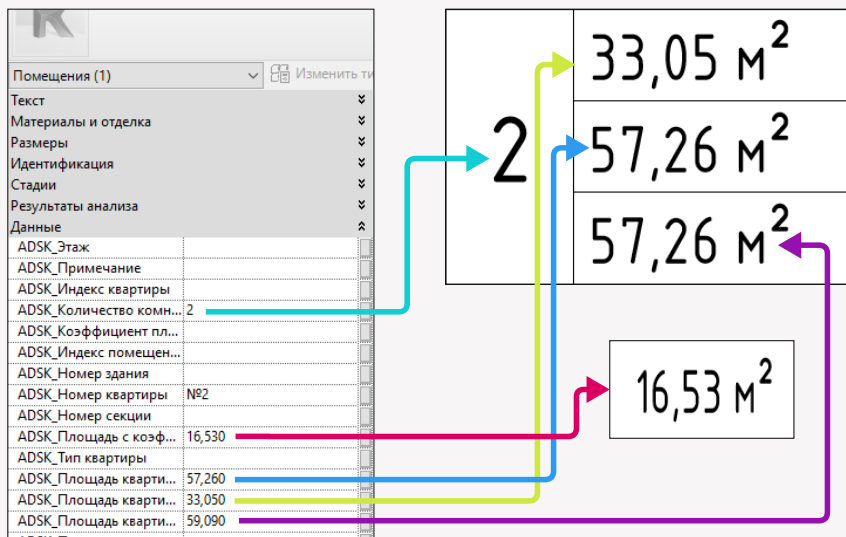 Помещения (1)
Изменить ти
Текст
Материалы и отделка
Размеры
Идентификация
Стадии
Результаты анализа
Данные
ADSK_Этаж
ADSK_Примечание
ADSK_Индекс квартиры
ADSK_Количество комн... 2
ADSK_Коэффициент пл...
ADSK_Индекс помещен...
ADSK_Номер здания
ADSK_Номер квартиры №2
ADSK_Номер секции
ADSK_Площадь с коэф... 16,530
ADSK_Тип квартиры
ADSK_Площадь кварти... 57,260
ADSK_Площадь кварти... 33,050
ADSK_Площадь кварти... 59,090
2
33,05 м²
57,26 м²
57,26 м²
16,53 м²